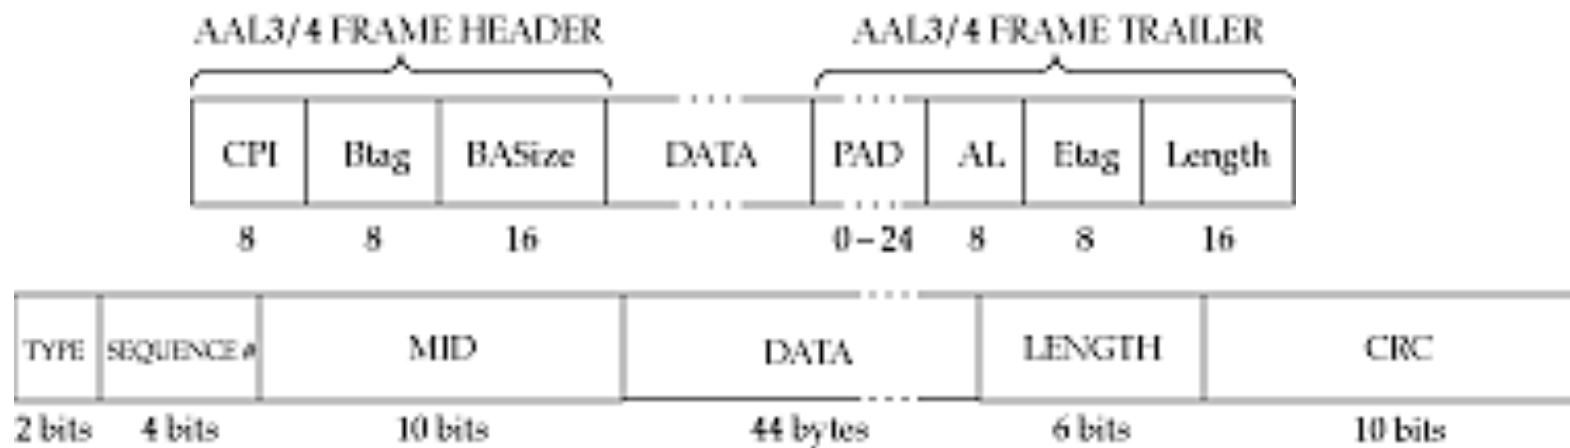 AAL3/4 FRAME HEADER AAL3/4 FRAME TRAILER
CPI Btag BASize DATA PAD AL Etag Length
8 8 16 0–24 8 8 16
TYPE SEQUENCE # MID DATA LENGTH CRC
2 bits 4 bits 10 bits 44 bytes 6 bits 10 bits